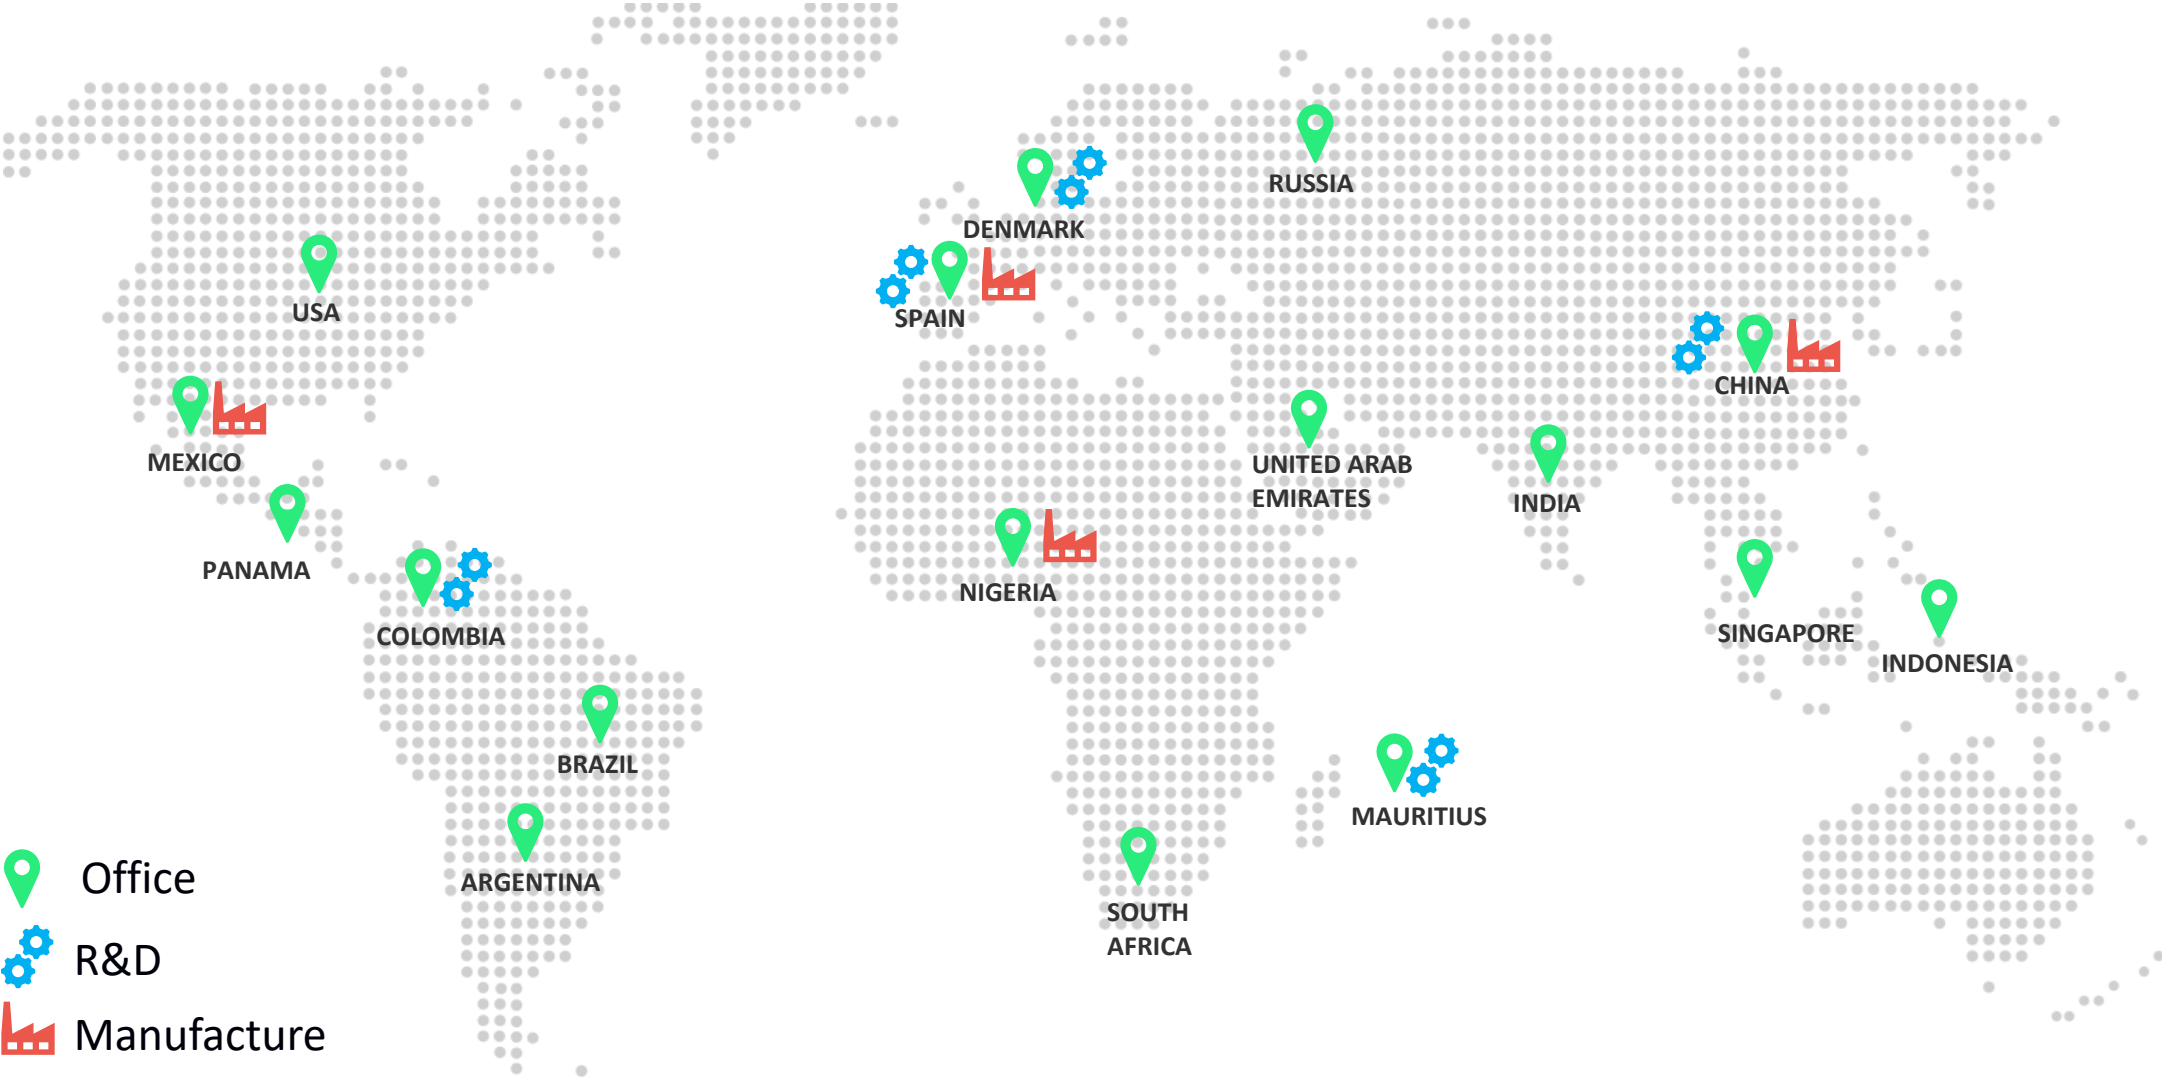 RUSSIA
DENMARK
USA
SPAIN
CHINA
MEXICO
UNITED ARAB
EMIRATES
INDIA
PANAMA
NIGERIA
COLOMBIA
SINGAPORE
INDONESIA
BRAZIL
MAURITIUS
ARGENTINA
SOUTH
AFRICA
Office
R&D
Manufacture